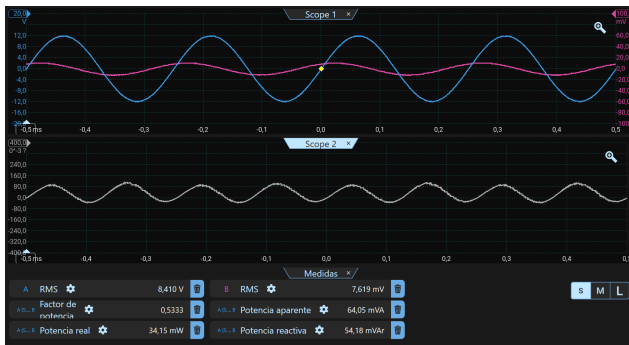 Scope 1 ×
20,0 100,
V mV
12,0 60,0
8,0 40,0
4,0 20,0
0,0 0,0
-4,0 -20,0
-8,0 -40,0
-12,0 -60,0
-16,0 -80,0
-100
-0,5 ms -0,4 -0,3 -0,2 -0,1 0,0 0,1 0,2 0,3 0,4 0,5
Scope 2 ×
400,0
240,0
160,0
80,0
0,0
-80,0
-160,0
-240,0
-320,0
-400,0
-0,5 ms -0,4 -0,3 -0,2 -0,1 0,0 0,1 0,2 0,3 0,4 0,5
Medidas ×
A RMS 8,410 V B RMS 7,619 mV S M L
Factor de
potencia 0,5333 Potencia aparente 64,05 mVA
Potencia real 34,15 mW Potencia reactiva 54,18 mVAr